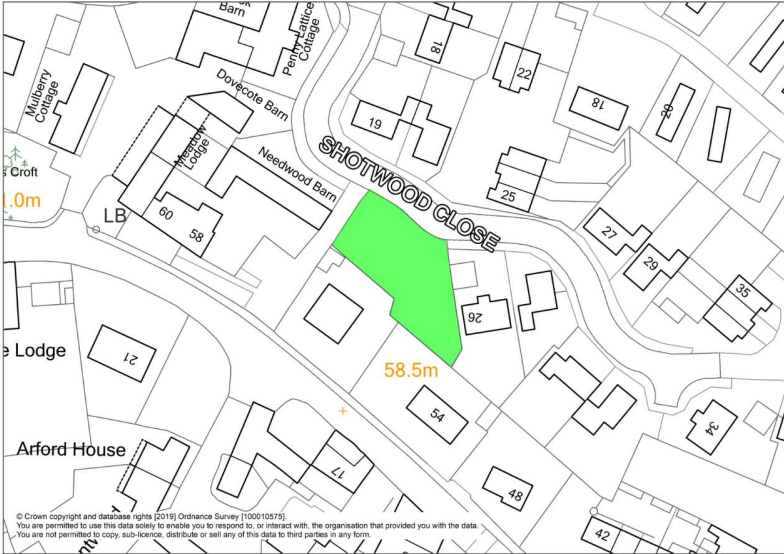 Penny Lattice
Cottage
18
22
Dovecote Barn
Mulberry
Cottage
19
18
Meadow
Lodge
SHOTWOOD CLOSE
Needwood Barn
s Croft
25
1.0m
LB
60
58
27
29
35
26
e Lodge
21
58.5m
54
34
Arford House
17
48
42
© Crown copyright and database rights [2019] Ordnance Survey [100010575].
You are permitted to use this data solely to enable you to respond to, or interact with, the organisation that provided you with the data.
You are not permitted to copy, sub-licence, distribute or sell any of this data to third parties in any form.